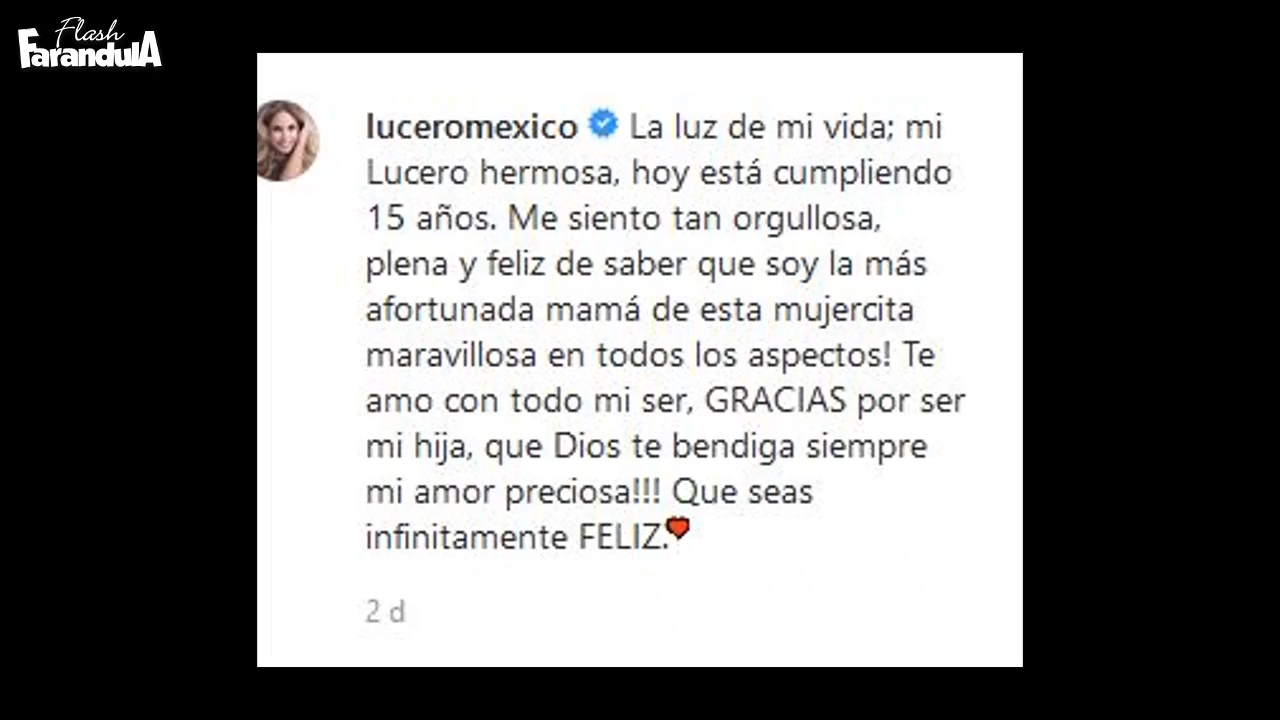 Flash
FarandulA
luceromexico La luz de mi vida; mi
Lucero hermosa, hoy está cumpliendo
15 años. Me siento tan orgullosa,
plena y feliz de saber que soy la más
afortunada mamá de esta mujercita
maravillosa en todos los aspectos! Te
amo con todo mi ser, GRACIAS por ser
mi hija, que Dios te bendiga siempre
mi amor preciosa!!! Que seas
infinitamente FELIZ.
2 d